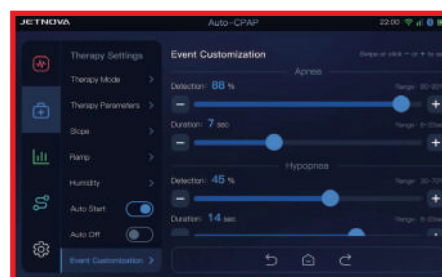 JETNOVA
Auto-CPAP
22:00
Therapy Settings
Therapy Mode
Therapy Parameters
Slope
Ramp
Humidity
Auto Start
Auto Off
Event Customization
Event Customization
Apnea
Detection: 88 %
Duration: 7 sec
Hypopnea
Detection: 45 %
Duration: 14 sec